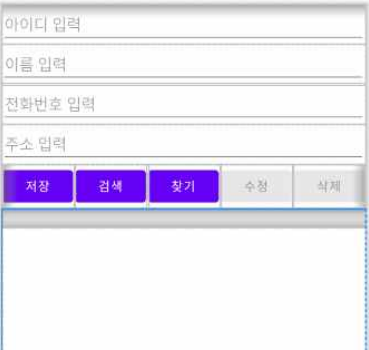 아이디 입력
이름 입력
전화번호 입력
주소 입력
저장 검색 찾기 수정 삭제